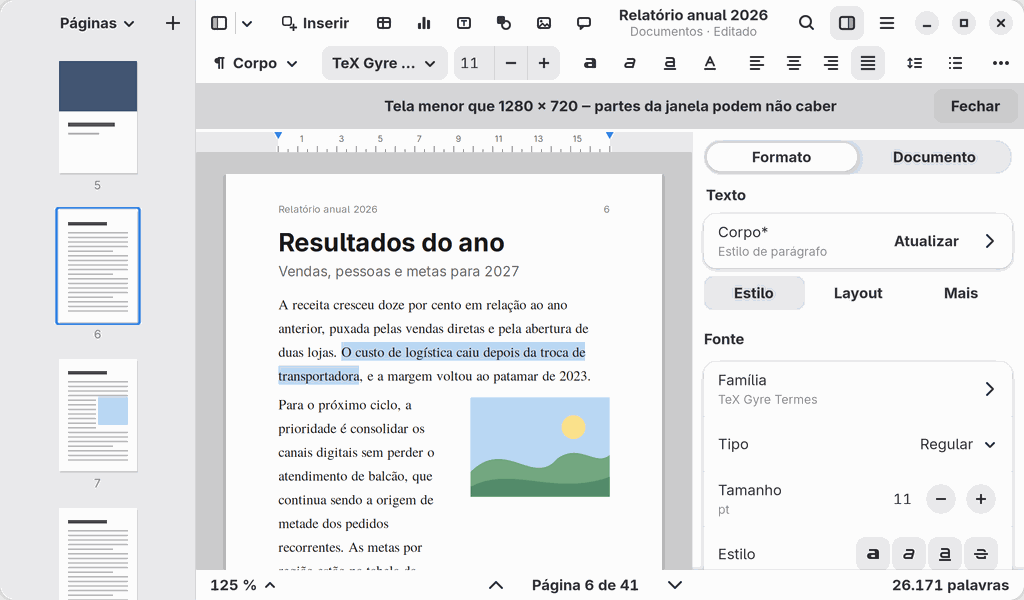 Páginas
5
6
7
Inserir
Relatório anual 2026
Documentos · Editado
Corpo
TeX Gyre ...
11
Tela menor que 1280 × 720 – partes da janela podem não caber
Fechar
1 3 5 7 9 11 13 15
Relatório anual 2026 6
Resultados do ano
Vendas, pessoas e metas para 2027
A receita cresceu doze por cento em relação ao ano
anterior, puxada pelas vendas diretas e pela abertura de
duas lojas. O custo de logística caiu depois da troca de
transportadora, e a margem voltou ao patamar de 2023.
Para o próximo ciclo, a
prioridade é consolidar os
canais digitais sem perder o
atendimento de balcão, que
continua sendo a origem de
metade dos pedidos
recorrentes. As metas por
Formato Documento
Texto
Corpo*
Estilo de parágrafo
Atualizar
Estilo Layout Mais
Fonte
Família
TeX Gyre Termes
Tipo Regular
Tamanho
pt
11
Estilo a a a S
125 %
Página 6 de 41
26.171 palavras